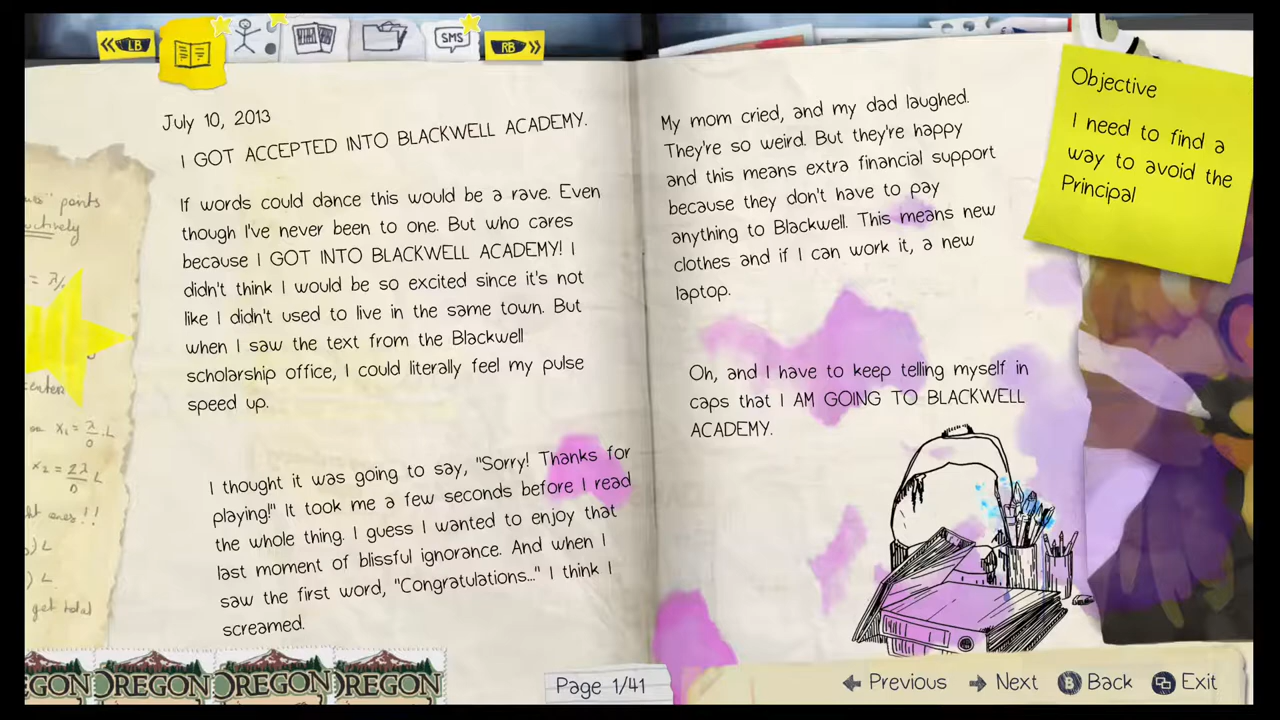 LB
SMS
RB
July 10, 2013
I GOT ACCEPTED INTO BLACKWELL ACADEMY.
If words could dance this would be a rave. Even
though I've never been to one. But who cares
because I GOT INTO BLACKWELL ACADEMY! I
didn't think I would be so excited since it's not
like I didn't used to live in the same town. But
when I saw the text from the Blackwell
scholarship office, I could literally feel my pulse
speed up.
I thought it was going to say, "Sorry! Thanks for
playing!" It took me a few seconds before I read
the whole thing. I guess I wanted to enjoy that
last moment of blissful ignorance. And when I
saw the first word, "Congratulations..." I think I
screamed.
My mom cried, and my dad laughed.
They're so weird. But they're happy
and this means extra financial support
because they don't have to pay
anything to Blackwell. This means new
clothes and if I can work it, a new
laptop.
Oh, and I have to keep telling myself in
caps that I AM GOING TO BLACKWELL
ACADEMY.
Objective
I need to find a
way to avoid the
Principal
points
= λ/
x₁ = λ/D . L
x₂ = 2λ/D L
get total
EGON OREGON OREGON OREGON
Page 1/41
Previous
Next
B Back
Exit